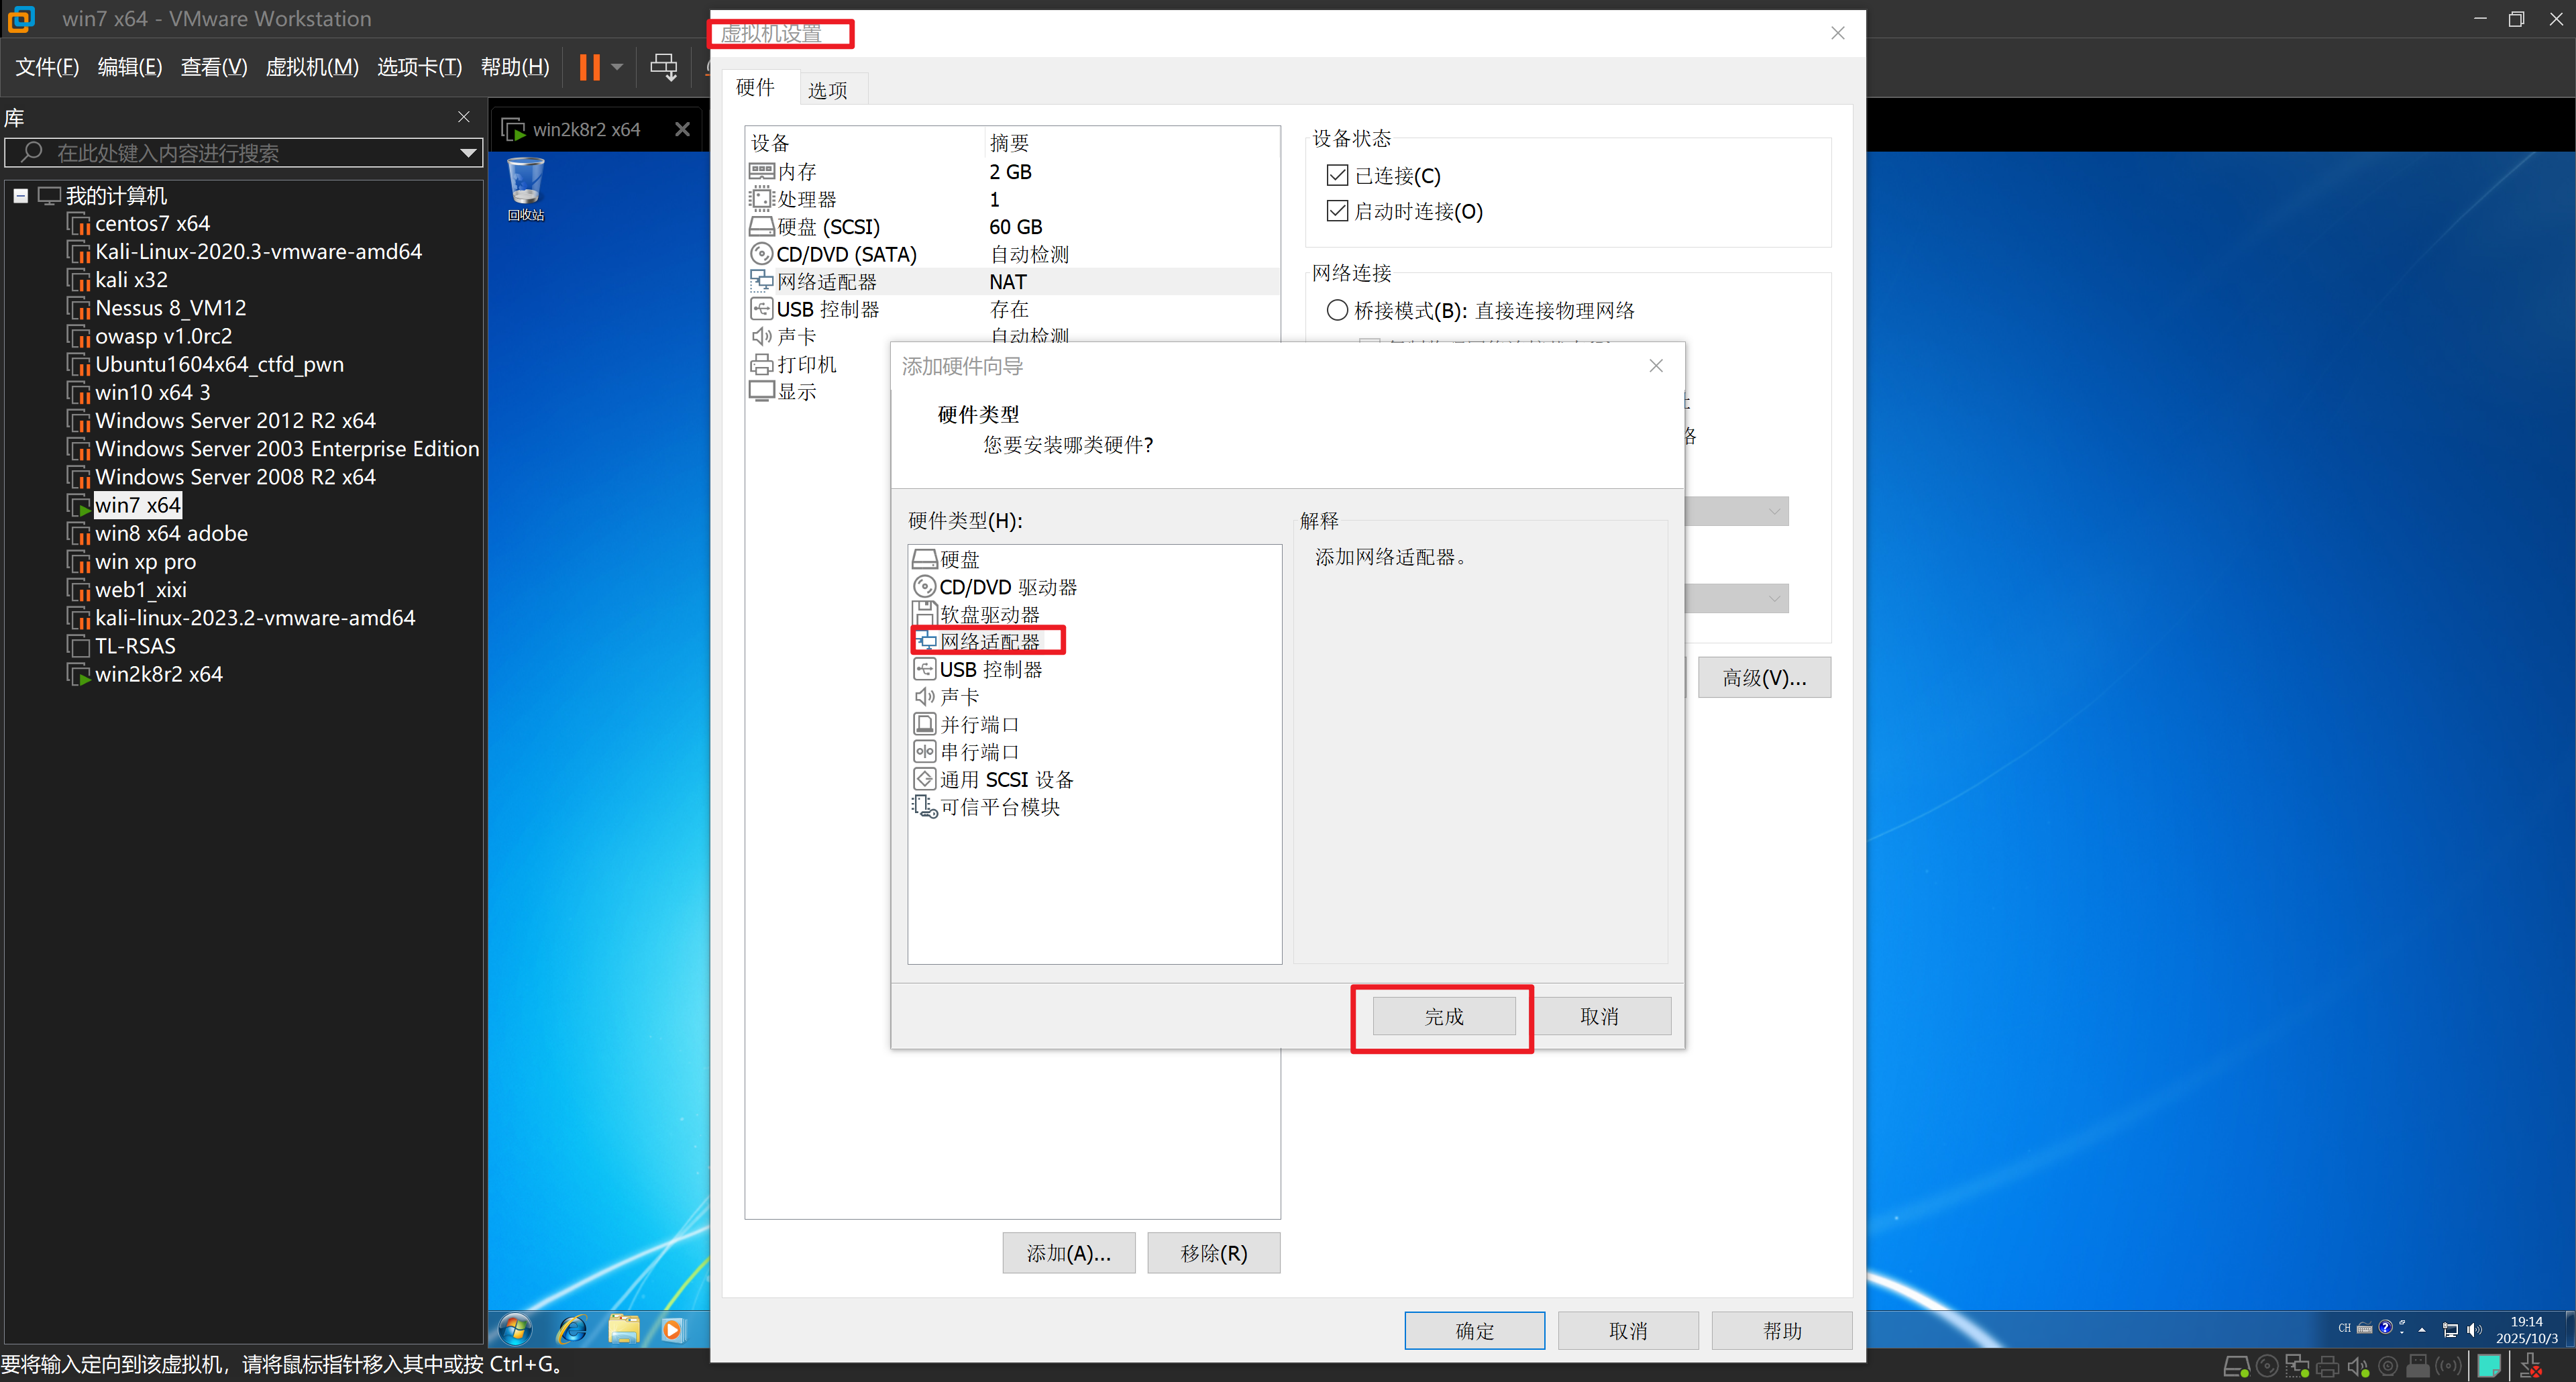 win7 x64 - VMware Workstation
文件(F) 编辑(E) 查看(V) 虚拟机(M) 选项卡(T) 帮助(H)
库
在此处键入内容进行搜索
我的计算机
centos7 x64
Kali-Linux-2020.3-vmware-amd64
kali x32
Nessus 8_VM12
owasp v1.0rc2
Ubuntu1604x64_ctfd_pwn
win10 x64 3
Windows Server 2012 R2 x64
Windows Server 2003 Enterprise Edition
Windows Server 2008 R2 x64
win7 x64
win8 x64 adobe
win xp pro
web1_xixi
kali-linux-2023.2-vmware-amd64
TL-RSAS
win2k8r2 x64
win2k8r2 x64
回收站
虚拟机设置
硬件 选项
设备 摘要
内存 2 GB
处理器 1
硬盘 (SCSI) 60 GB
CD/DVD (SATA) 自动检测
网络适配器 NAT
USB 控制器 存在
声卡 自动检测
打印机
显示
设备状态
已连接(C)
启动时连接(O)
网络连接
桥接模式(B): 直接连接物理网络
高级(V)...
添加硬件向导
硬件类型
您要安装哪类硬件?
硬件类型(H):
硬盘
CD/DVD 驱动器
软盘驱动器
网络适配器
USB 控制器
声卡
并行端口
串行端口
通用 SCSI 设备
可信平台模块
解释
添加网络适配器。
完成 取消
添加(A)... 移除(R)
确定 取消 帮助
CH
19:14
2025/10/3
要将输入定向到该虚拟机，请将鼠标指针移入其中或按 Ctrl+G。